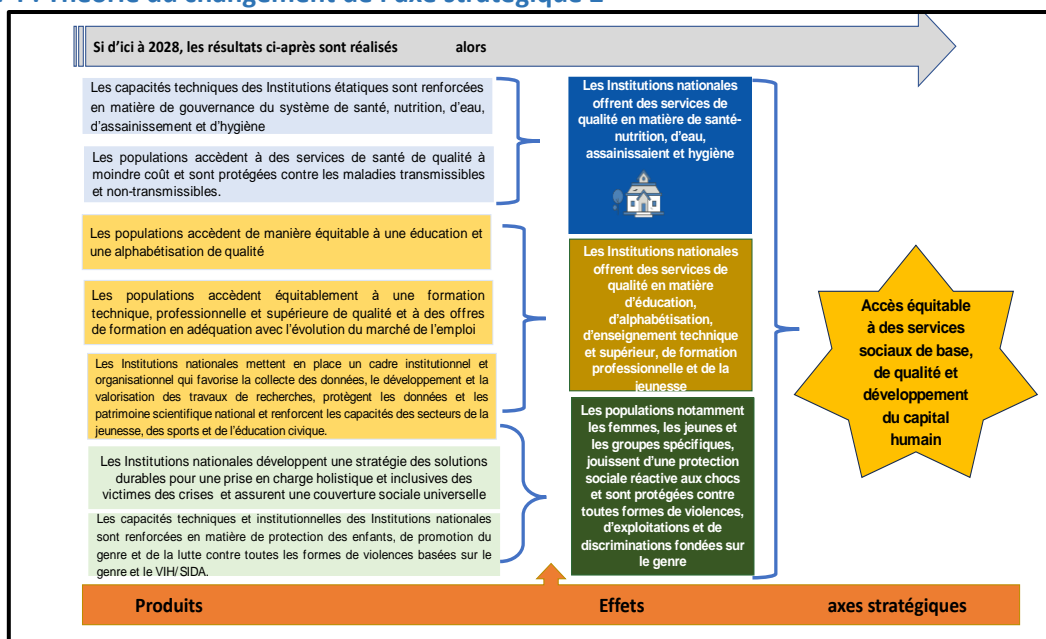 : Théorie du changement de l'axe stratégique 2
Si d'ici à 2028, les résultats ci-après sont réalisés alors
Les capacités techniques des Institutions étatiques sont renforcées
en matière de gouvernance du système de santé, nutrition, d'eau,
d'assainissement et d'hygiène
Les populations accèdent à des services de santé de qualité à
moindre coût et sont protégées contre les maladies transmissibles
et non-transmissibles.
Les populations accèdent de manière équitable à une éducation et
une alphabétisation de qualité
Les populations accèdent équitablement à une formation
technique, professionnelle et supérieure de qualité et à des offres
de formation en adéquation avec l'évolution du marché de l'emploi
Les Institutions nationales mettent en place un cadre institutionnel et
organisationnel qui favorise la collecte des données, le développement et la
valorisation des travaux de recherches, protègent les données et les
patrimoine scientifique national et renforcent les capacités des secteurs de la
jeunesse, des sports et de l'éducation civique.
Les Institutions nationales développent une stratégie des solutions
durables pour une prise en charge holistique et inclusives des
victimes des crises et assurent une couverture sociale universelle
Les capacités techniques et institutionnelles des Institutions nationales
sont renforcées en matière de protection des enfants, de promotion du
genre et de la lutte contre toutes les formes de violences basées sur le
genre et le VIH/SIDA.
Les Institutions nationales
offrent des services de
qualité en matière de santé-
nutrition, d'eau,
assainissaient et hygiène
Les Institutions nationales
offrent des services de
qualité en matière
d'éducation,
d'alphabétisation,
d'enseignement technique
et supérieur, de formation
professionnelle et de la
jeunesse
Les populations notamment
les femmes, les jeunes et
les groupes spécifiques,
jouissent d'une protection
sociale réactive aux chocs
et sont protégées contre
toutes formes de violences,
d'exploitations et de
discriminations fondées sur
le genre
Accès équitable
à des services
sociaux de base,
de qualité et
développement
du capital
humain
Produits Effets axes stratégiques